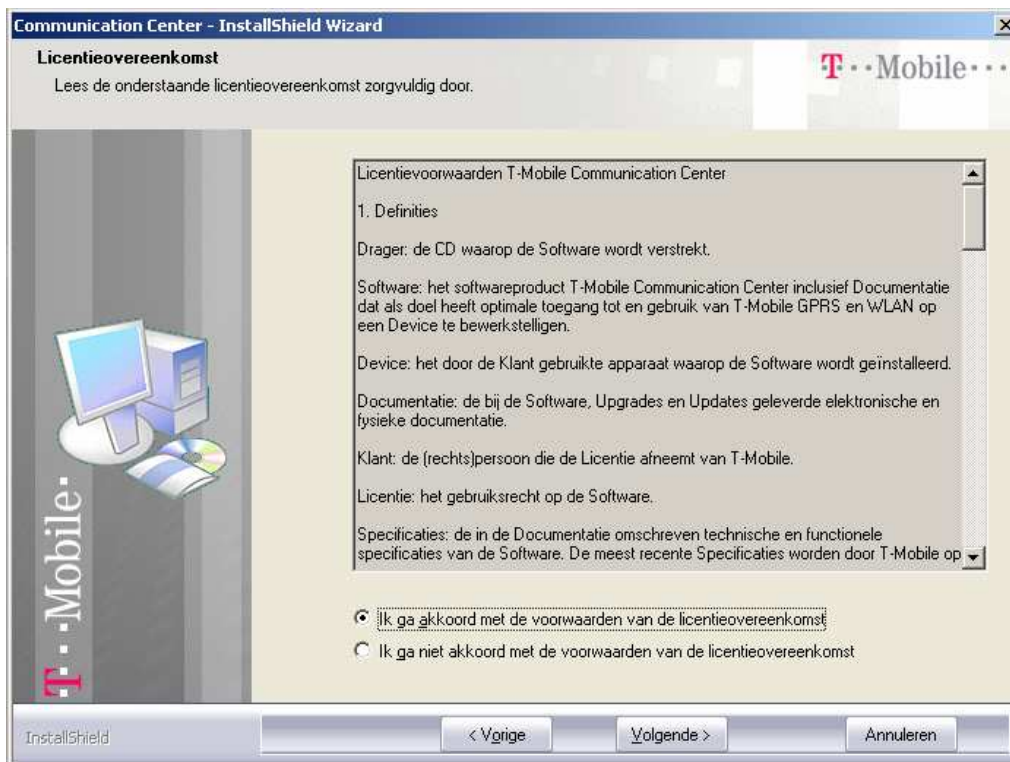 Communication Center - InstallShield Wizard
Licentieovereenkomst
Lees de onderstaande licentieovereenkomst zorgvuldig door.
T··Mobile···
Licentievoorwaarden T-Mobile Communication Center
1. Definities
Drager: de CD waarop de Software wordt verstrekt.
Software: het softwareproduct T-Mobile Communication Center inclusief Documentatie
dat als doel heeft optimale toegang tot en gebruik van T-Mobile GPRS en WLAN op
een Device te bewerkstelligen.
Device: het door de Klant gebruikte apparaat waarop de Software wordt geïnstalleerd.
Documentatie: de bij de Software, Upgrades en Updates geleverde elektronische en
fysieke documentatie.
Klant: de (rechts)persoon die de Licentie afneemt van T-Mobile.
Licentie: het gebruiksrecht op de Software.
Specificaties: de in de Documentatie omschreven technische en functionele
specificaties van de Software. De meest recente Specificaties worden door T-Mobile op
T··Mobile·
Ik ga akkoord met de voorwaarden van de licentieovereenkomst
Ik ga niet akkoord met de voorwaarden van de licentieovereenkomst
InstallShield
< Vorige
Volgende >
Annuleren